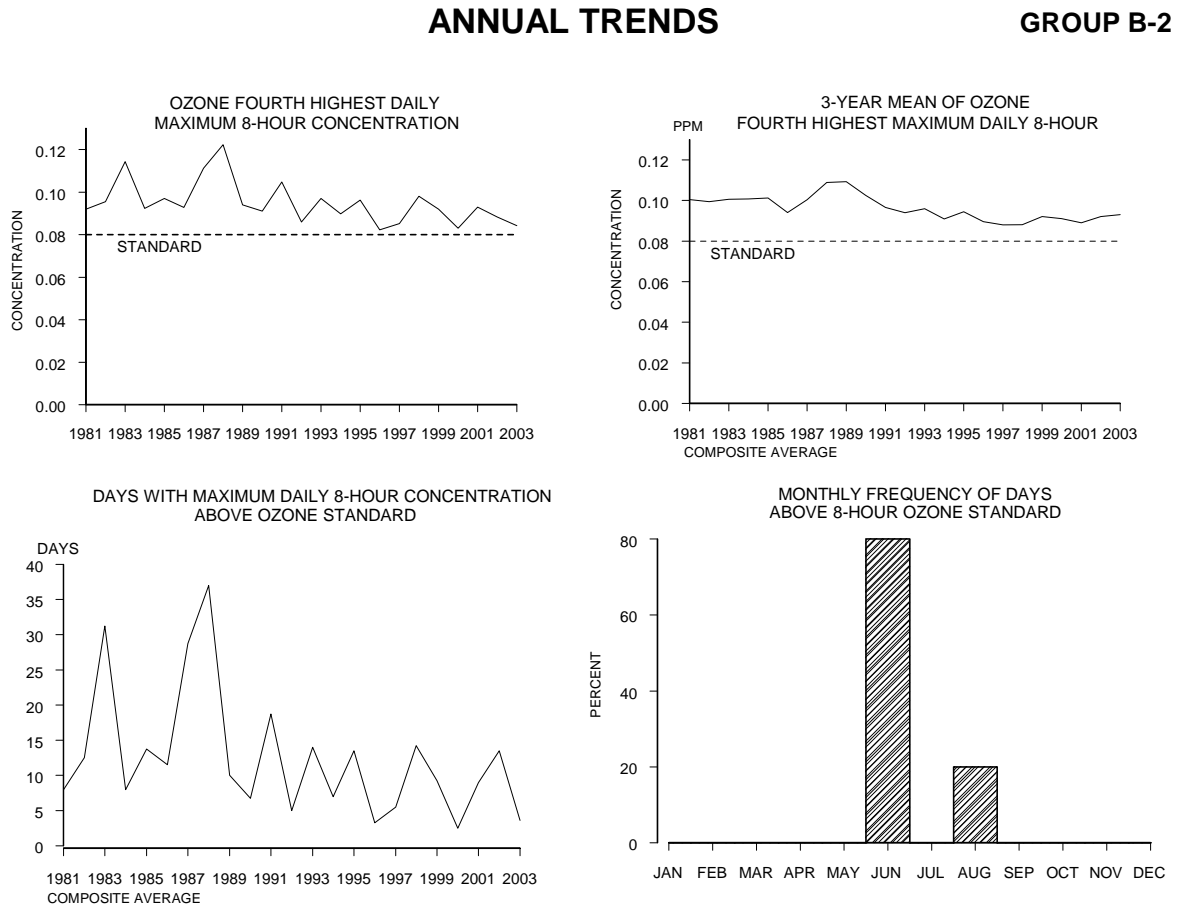 ANNUAL TRENDS
GROUP B-2
OZONE FOURTH HIGHEST DAILY
MAXIMUM 8-HOUR CONCENTRATION
CONCENTRATION
0.12
0.10
0.08
0.06
0.04
0.02
0.00
STANDARD
1981 1983 1985 1987 1989 1991 1993 1995 1997 1999 2001 2003
3-YEAR MEAN OF OZONE
FOURTH HIGHEST MAXIMUM DAILY 8-HOUR
PPM
CONCENTRATION
0.12
0.10
0.08
0.06
0.04
0.02
0.00
STANDARD
1981 1983 1985 1987 1989 1991 1993 1995 1997 1999 2001 2003
COMPOSITE AVERAGE
DAYS WITH MAXIMUM DAILY 8-HOUR CONCENTRATION
ABOVE OZONE STANDARD
DAYS
40
35
30
25
20
15
10
5
0
1981 1983 1985 1987 1989 1991 1993 1995 1997 1999 2001 2003
COMPOSITE AVERAGE
MONTHLY FREQUENCY OF DAYS
ABOVE 8-HOUR OZONE STANDARD
PERCENT
80
60
40
20
0
JAN FEB MAR APR MAY JUN JUL AUG SEP OCT NOV DEC